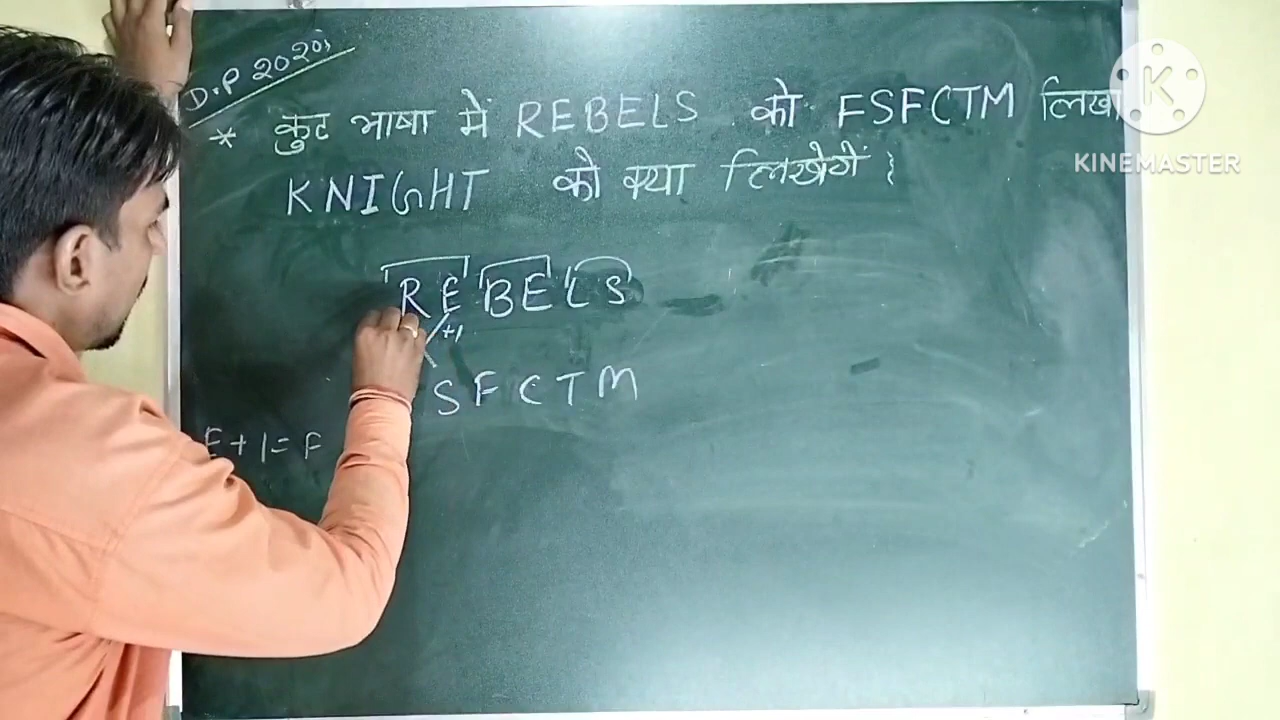 D.P 2020
* कुट भाषा में REBELS को FSFCTM लिखा
KNIGHT को क्या लिखेगें ?
REBELS
+1
SFCTM
E+1=F
K
KINEMASTER